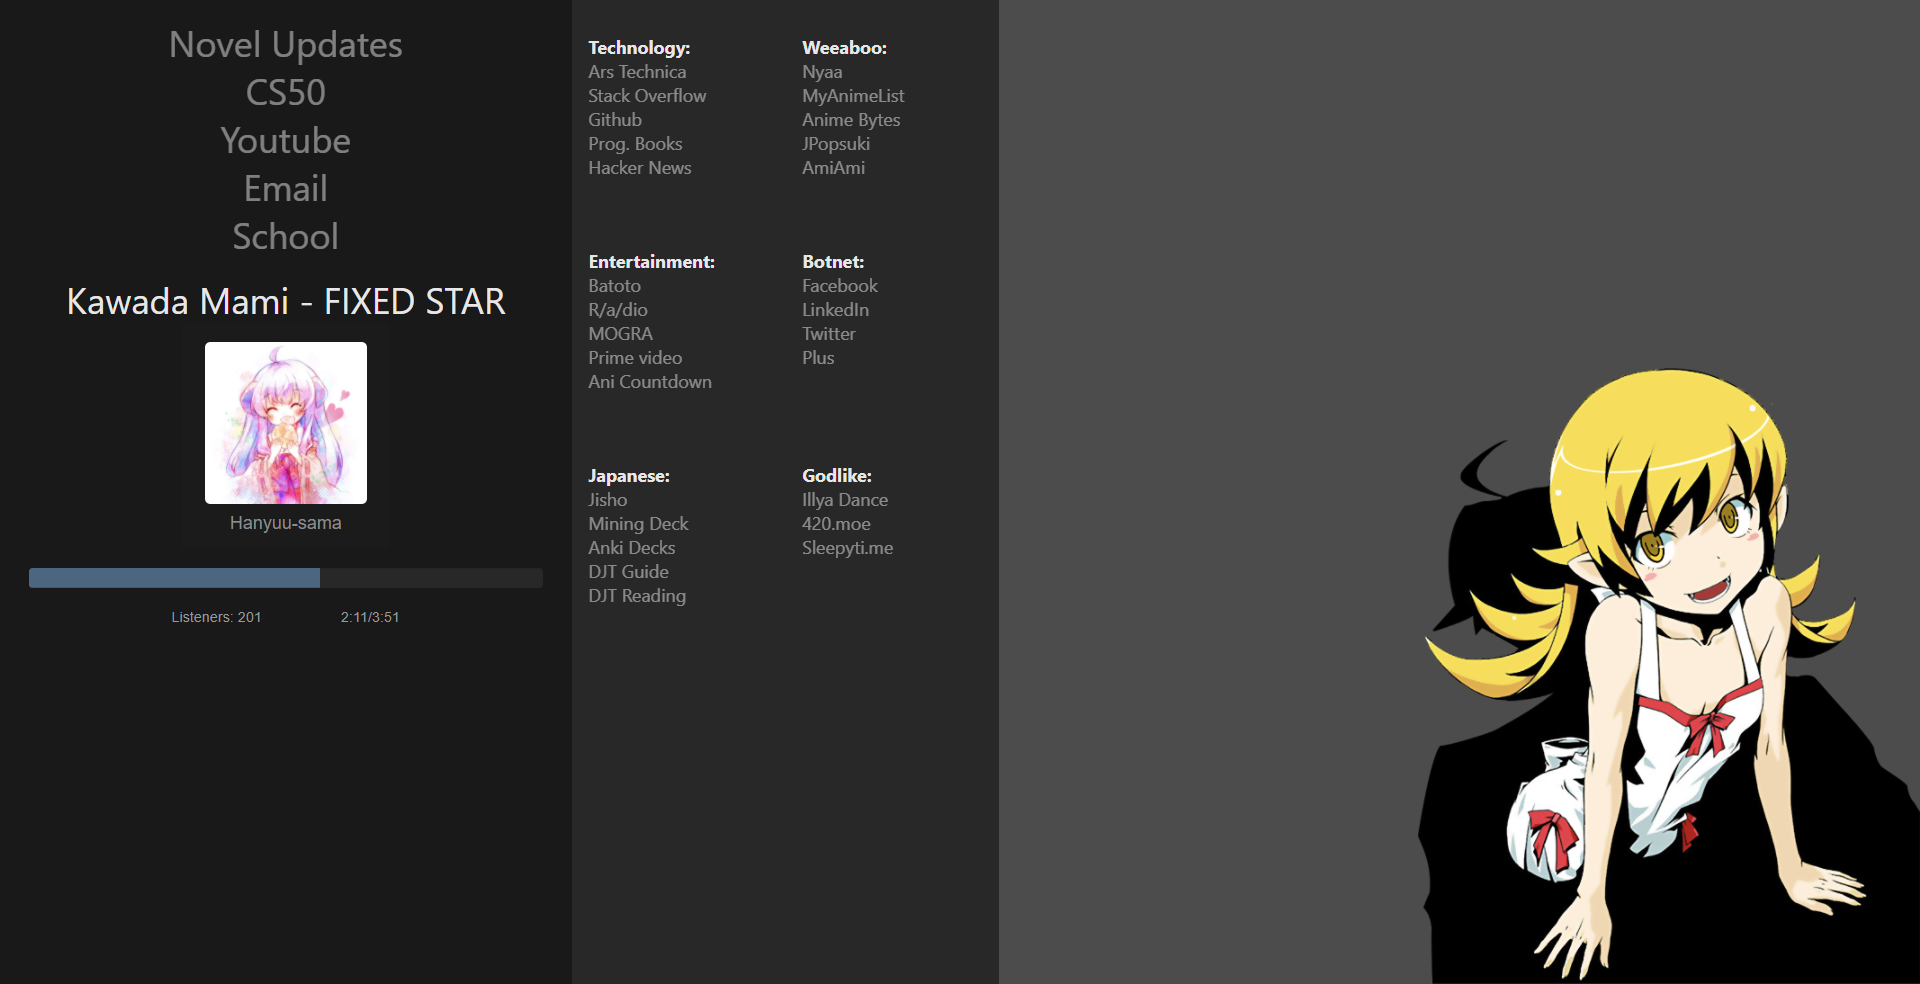 Novel Updates
CS50
Youtube
Email
School
Kawada Mami - FIXED STAR
Hanyuu-sama
Listeners: 201
2:11/3:51
Technology:
Ars Technica
Stack Overflow
Github
Prog. Books
Hacker News
Weeaboo:
Nyaa
MyAnimeList
Anime Bytes
JPopsuki
AmiAmi
Entertainment:
Batoto
R/a/dio
MOGRA
Prime video
Ani Countdown
Botnet:
Facebook
LinkedIn
Twitter
Plus
Japanese:
Jisho
Mining Deck
Anki Decks
DJT Guide
DJT Reading
Godlike:
Illya Dance
420.moe
Sleepyti.me